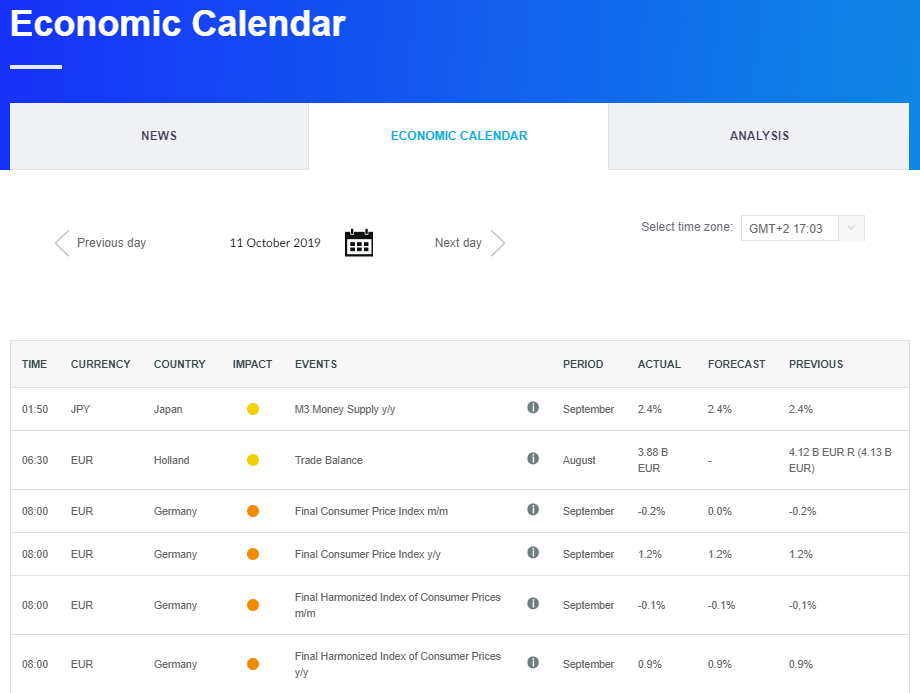 Economic Calendar
NEWS
ECONOMIC CALENDAR
ANALYSIS
Previous day
11 October 2019
Next day
Select time zone:
GMT+2 17:03
TIME CURRENCY COUNTRY IMPACT EVENTS PERIOD ACTUAL FORECAST PREVIOUS
01:50 JPY Japan M3 Money Supply y/y September 2.4% 2.4% 2.4%
06:30 EUR Holland Trade Balance August 3.88 B EUR - 4.12 B EUR R (4.13 B EUR)
08:00 EUR Germany Final Consumer Price Index m/m September -0.2% 0.0% -0.2%
08:00 EUR Germany Final Consumer Price Index y/y September 1.2% 1.2% 1.2%
08:00 EUR Germany Final Harmonized Index of Consumer Prices m/m September -0.1% -0.1% -0,1%
08:00 EUR Germany Final Harmonized Index of Consumer Prices y/y September 0.9% 0.9% 0.9%